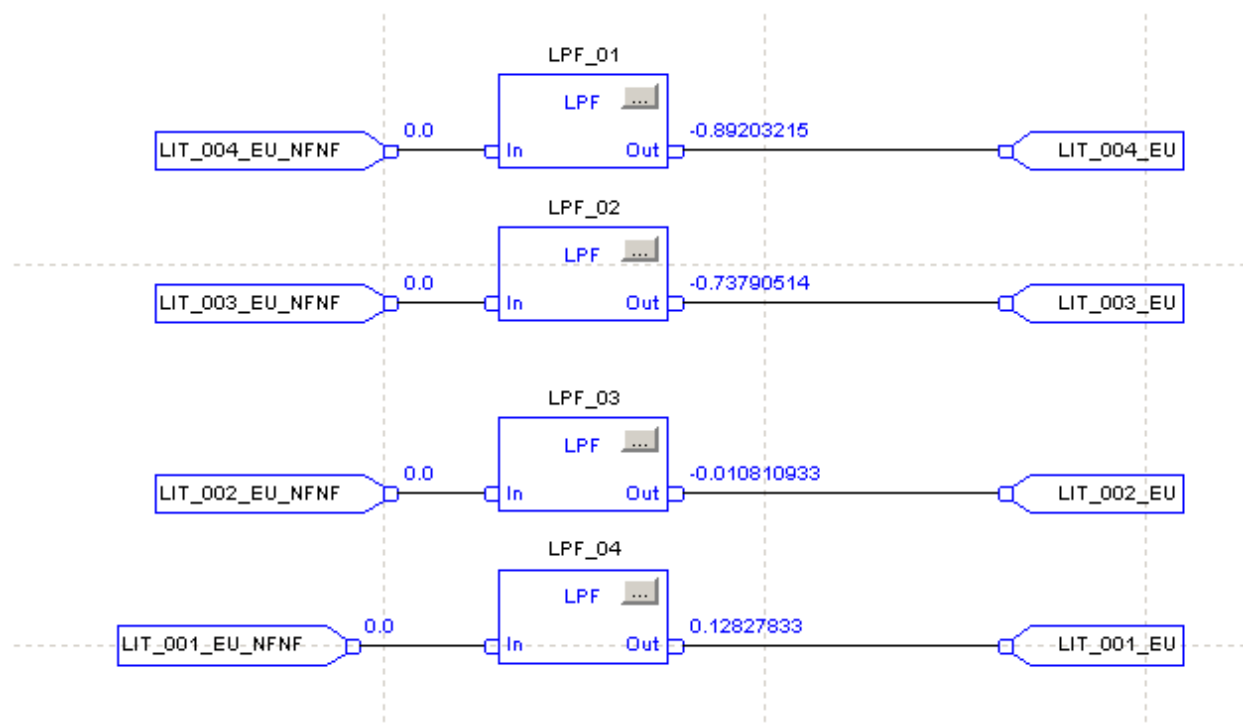 LPF_01
LPF ...
0.0 -0.89203215
LIT_004_EU_NFNF In Out LIT_004_EU
LPF_02
LPF ...
0.0 -0.73790514
LIT_003_EU_NFNF In Out LIT_003_EU
LPF_03
LPF ...
0.0 -0.010810933
LIT_002_EU_NFNF In Out LIT_002_EU
LPF_04
LPF ...
0.0 0.12827833
LIT_001_EU_NFNF In Out LIT_001_EU